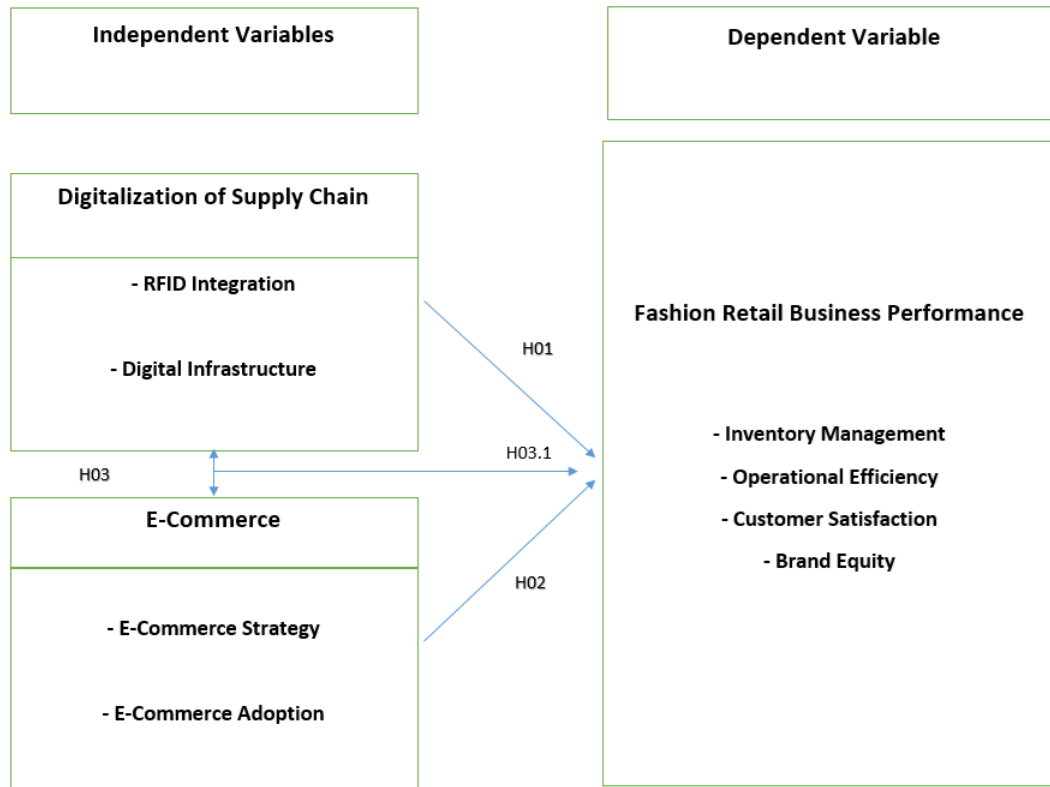 Independent Variables
Dependent Variable
Digitalization of Supply Chain
- RFID Integration
- Digital Infrastructure
H03
E-Commerce
- E-Commerce Strategy
- E-Commerce Adoption
H01
H03.1
H02
Fashion Retail Business Performance
- Inventory Management
- Operational Efficiency
- Customer Satisfaction
- Brand Equity